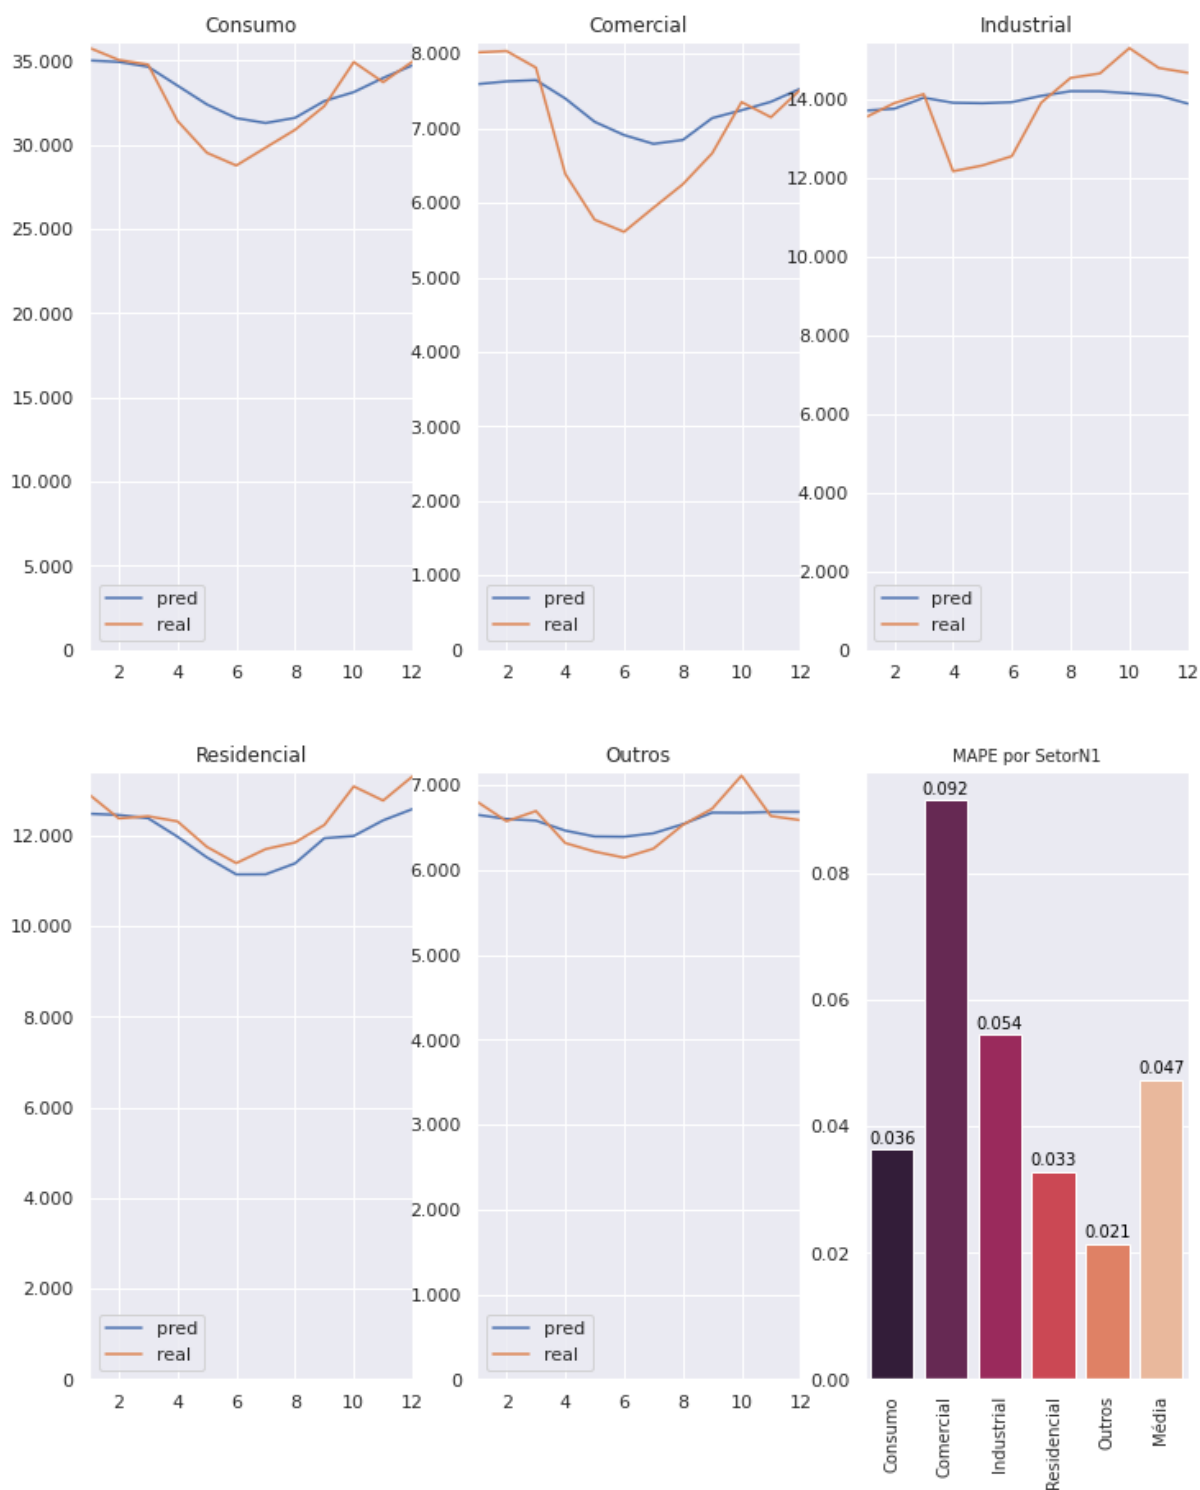 Consumo
35.000
30.000
25.000
20.000
15.000
10.000
5.000
0
2 4 6 8 10 12
pred
real
Comercial
8.000
7.000
6.000
5.000
4.000
3.000
2.000
1.000
0
2 4 6 8 10 12
pred
real
Industrial
14.000
12.000
10.000
8.000
6.000
4.000
2.000
0
2 4 6 8 10 12
pred
real
Residencial
12.000
10.000
8.000
6.000
4.000
2.000
0
2 4 6 8 10 12
pred
real
Outros
7.000
6.000
5.000
4.000
3.000
2.000
1.000
0
2 4 6 8 10 12
pred
real
MAPE por SetorN1
0.08
0.06
0.04
0.02
0.00
0.036
0.092
0.054
0.033
0.021
0.047
Consumo
Comercial
Industrial
Residencial
Outros
Média